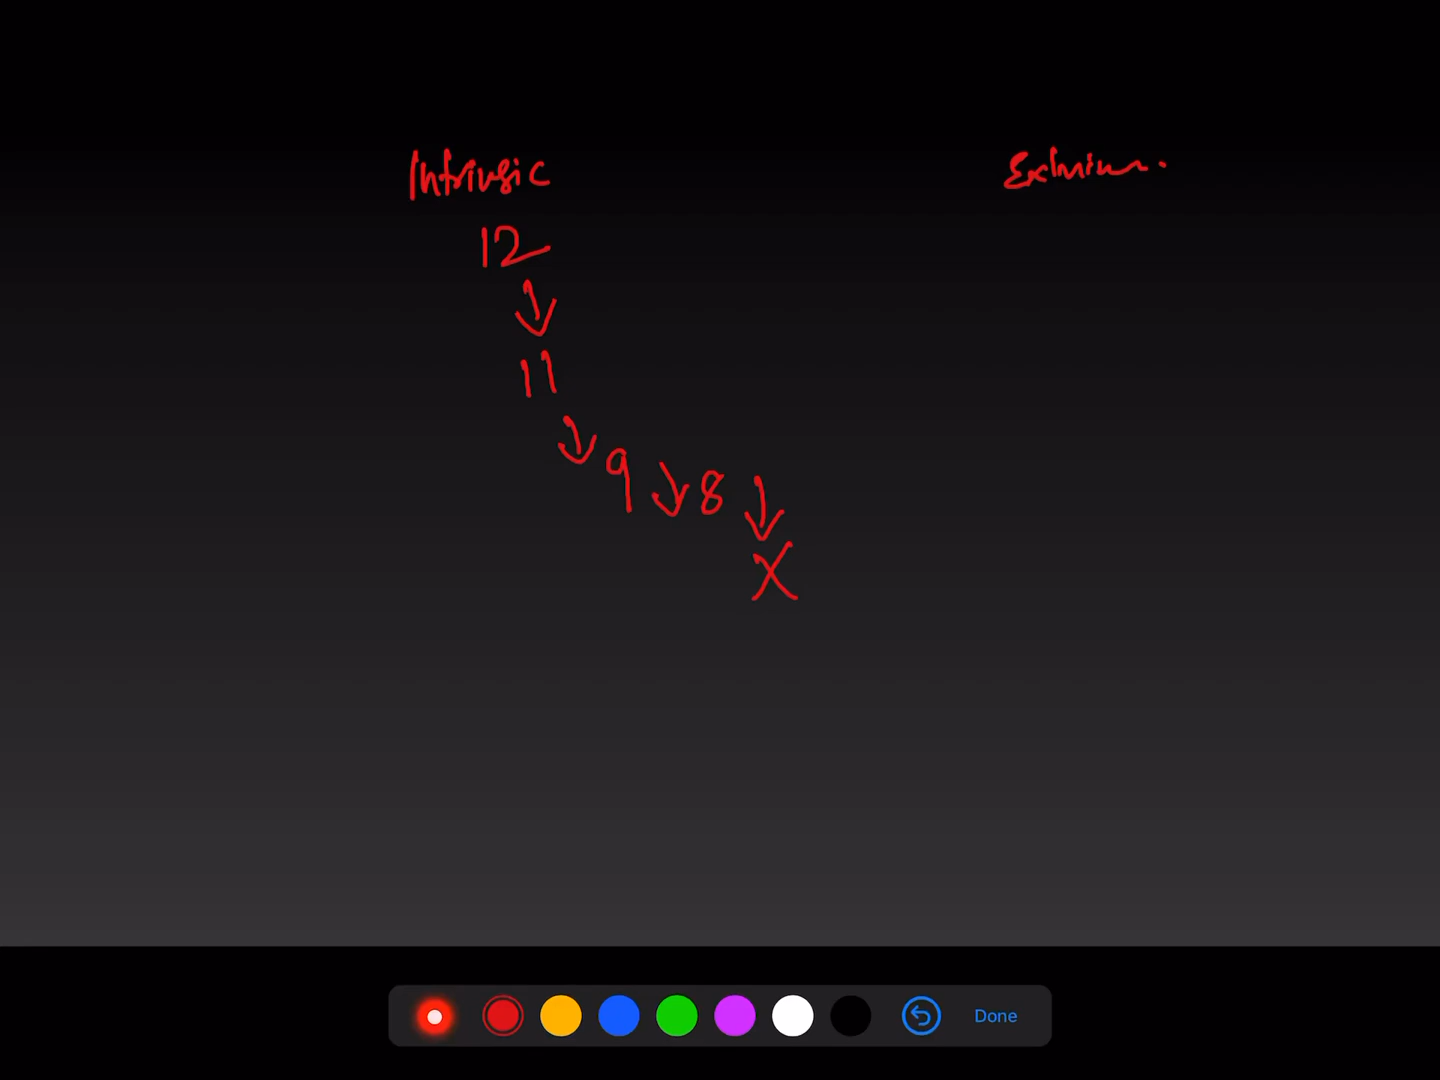 Intrinsic
12
↓
11
↓ 9 ↓ 8 ↓
X
Done